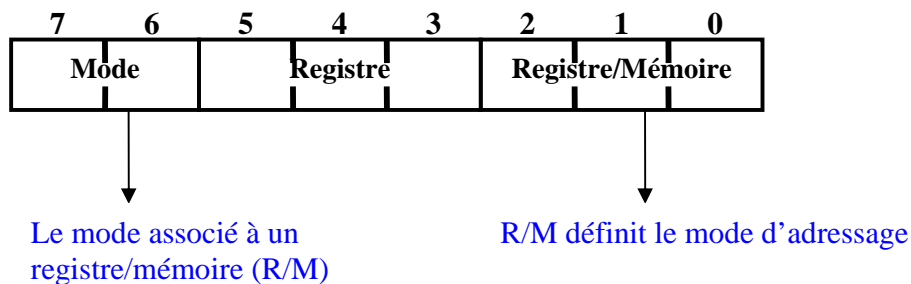 7 6 5 4 3 2 1 0
Mode Registre Registre/Mémoire
Le mode associé à un R/M définit le mode d'adressage
registre/mémoire (R/M)